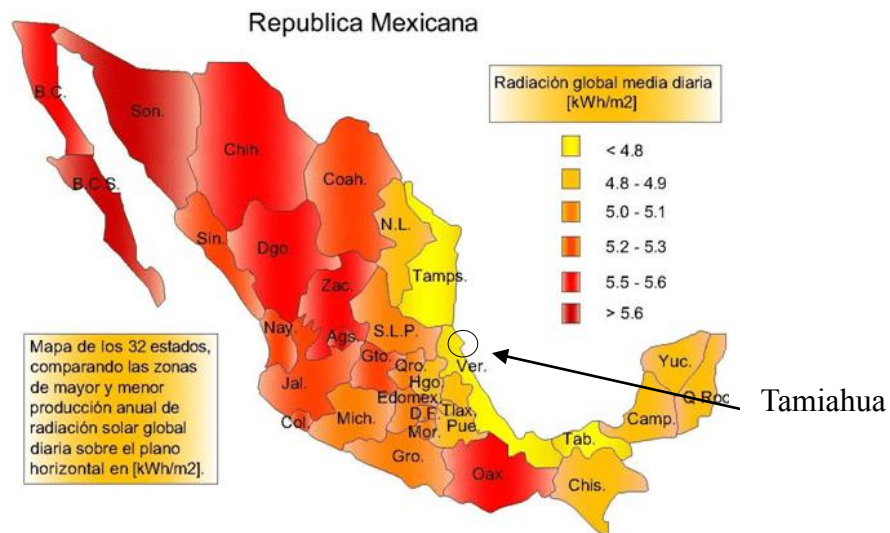 Republica Mexicana
Radiación global media diaria
[kWh/m2]
< 4.8
4.8 - 4.9
5.0 - 5.1
5.2 - 5.3
5.5 - 5.6
> 5.6
B.C.
Son.
Chih.
B.C.S.
Coah.
N.L.
Sin.
Dgo.
Tamps.
Zac.
Nay.
Ags.
S.L.P.
Gto.
Qro.
Ver.
Hgo.
Jal.
Edomex.
Col.
Mich.
D.F.
Tlax.
Mor.
Pue.
Gro.
Oax.
Tab.
Chis.
Yuc.
Camp.
Q.Roo
Mapa de los 32 estados,
comparando las zonas
de mayor y menor
producción anual de
radiación solar global
diaria sobre el plano
horizontal en [kWh/m2].
Tamiahua